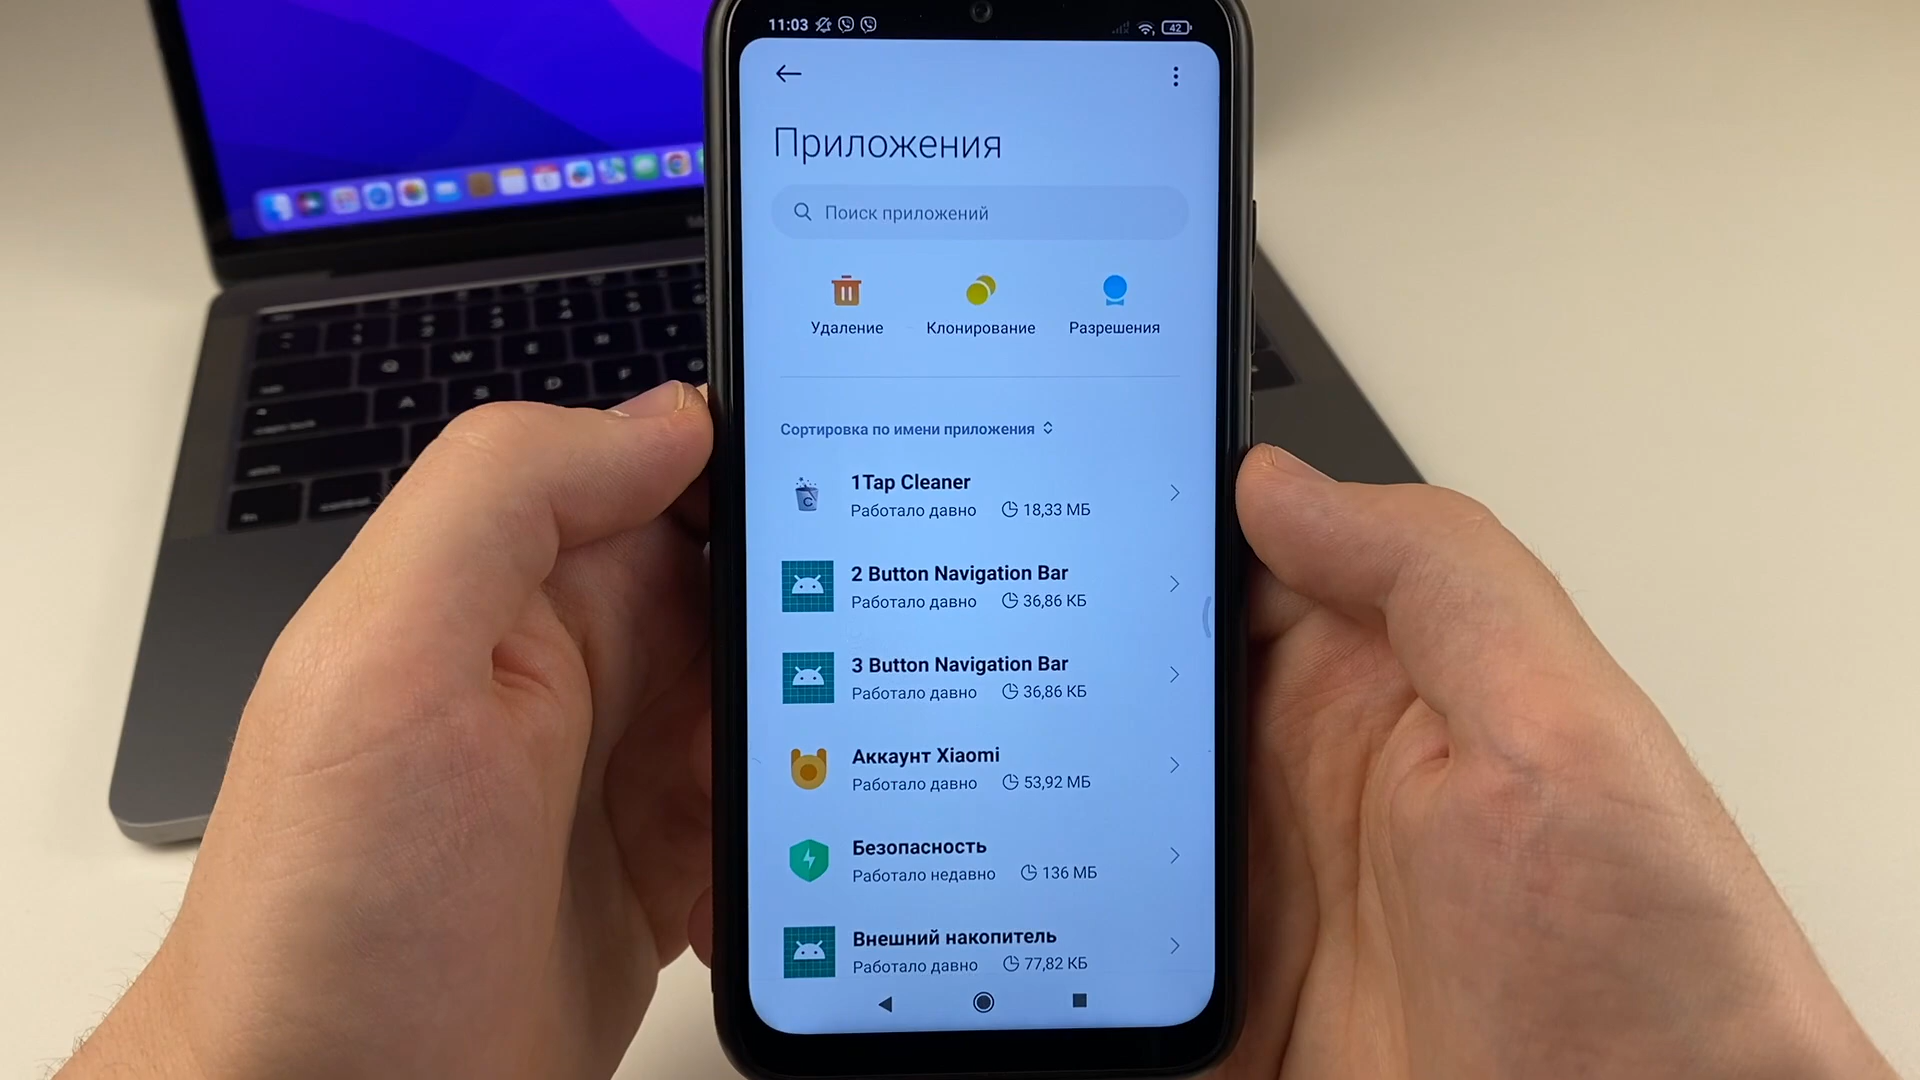 11:03
42
Приложения
Поиск приложений
Удаление
Клонирование
Разрешения
Сортировка по имени приложения
1Tap Cleaner
Работало давно 18,33 МБ
2 Button Navigation Bar
Работало давно 36,86 КБ
3 Button Navigation Bar
Работало давно 36,86 КБ
Аккаунт Xiaomi
Работало давно 53,92 МБ
Безопасность
Работало недавно 136 МБ
Внешний накопитель
Работало давно 77,82 КБ
Q W E R T
A S D F G